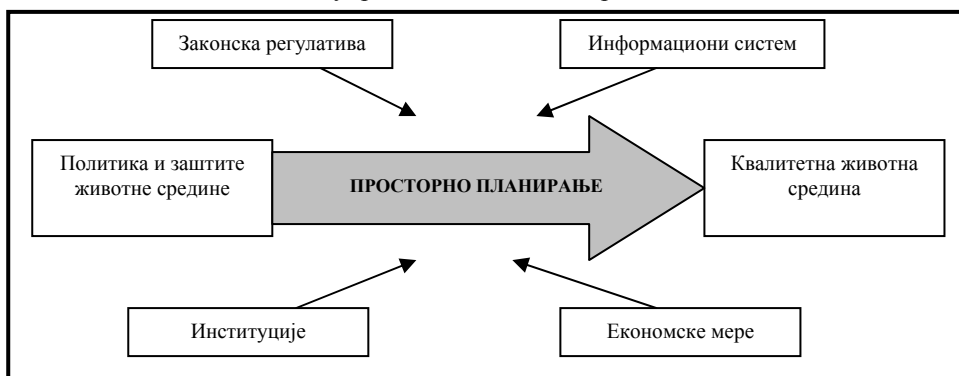 Законска регулатива
Информациони систем
Политика и заштите
животне средине
ПРОСТОРНО ПЛАНИРАЊЕ
Квалитетна животна
средина
Институције
Економске мере